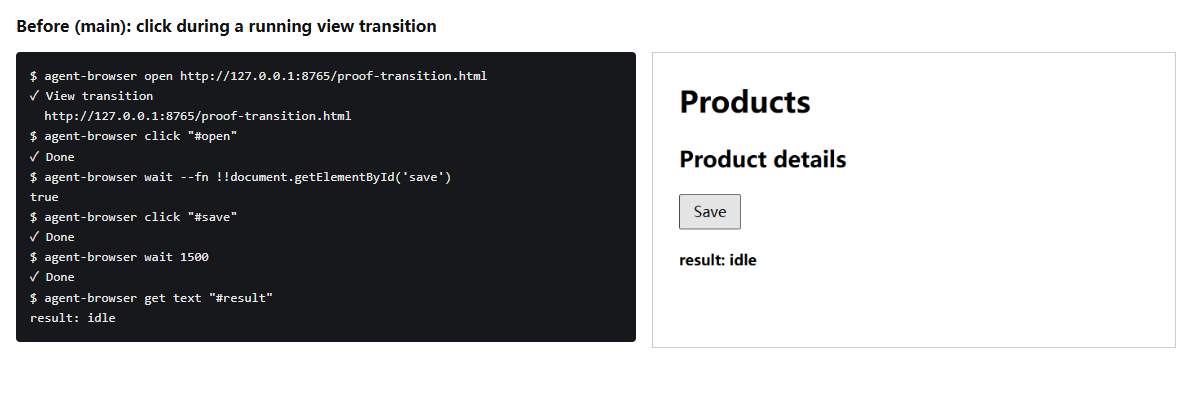 Before (main): click during a running view transition
$ agent-browser open http://127.0.0.1:8765/proof-transition.html
✓ View transition
http://127.0.0.1:8765/proof-transition.html
$ agent-browser click "#open"
✓ Done
$ agent-browser wait --fn !!document.getElementById('save')
true
$ agent-browser click "#save"
✓ Done
$ agent-browser wait 1500
✓ Done
$ agent-browser get text "#result"
result: idle
Products
Product details
Save
result: idle